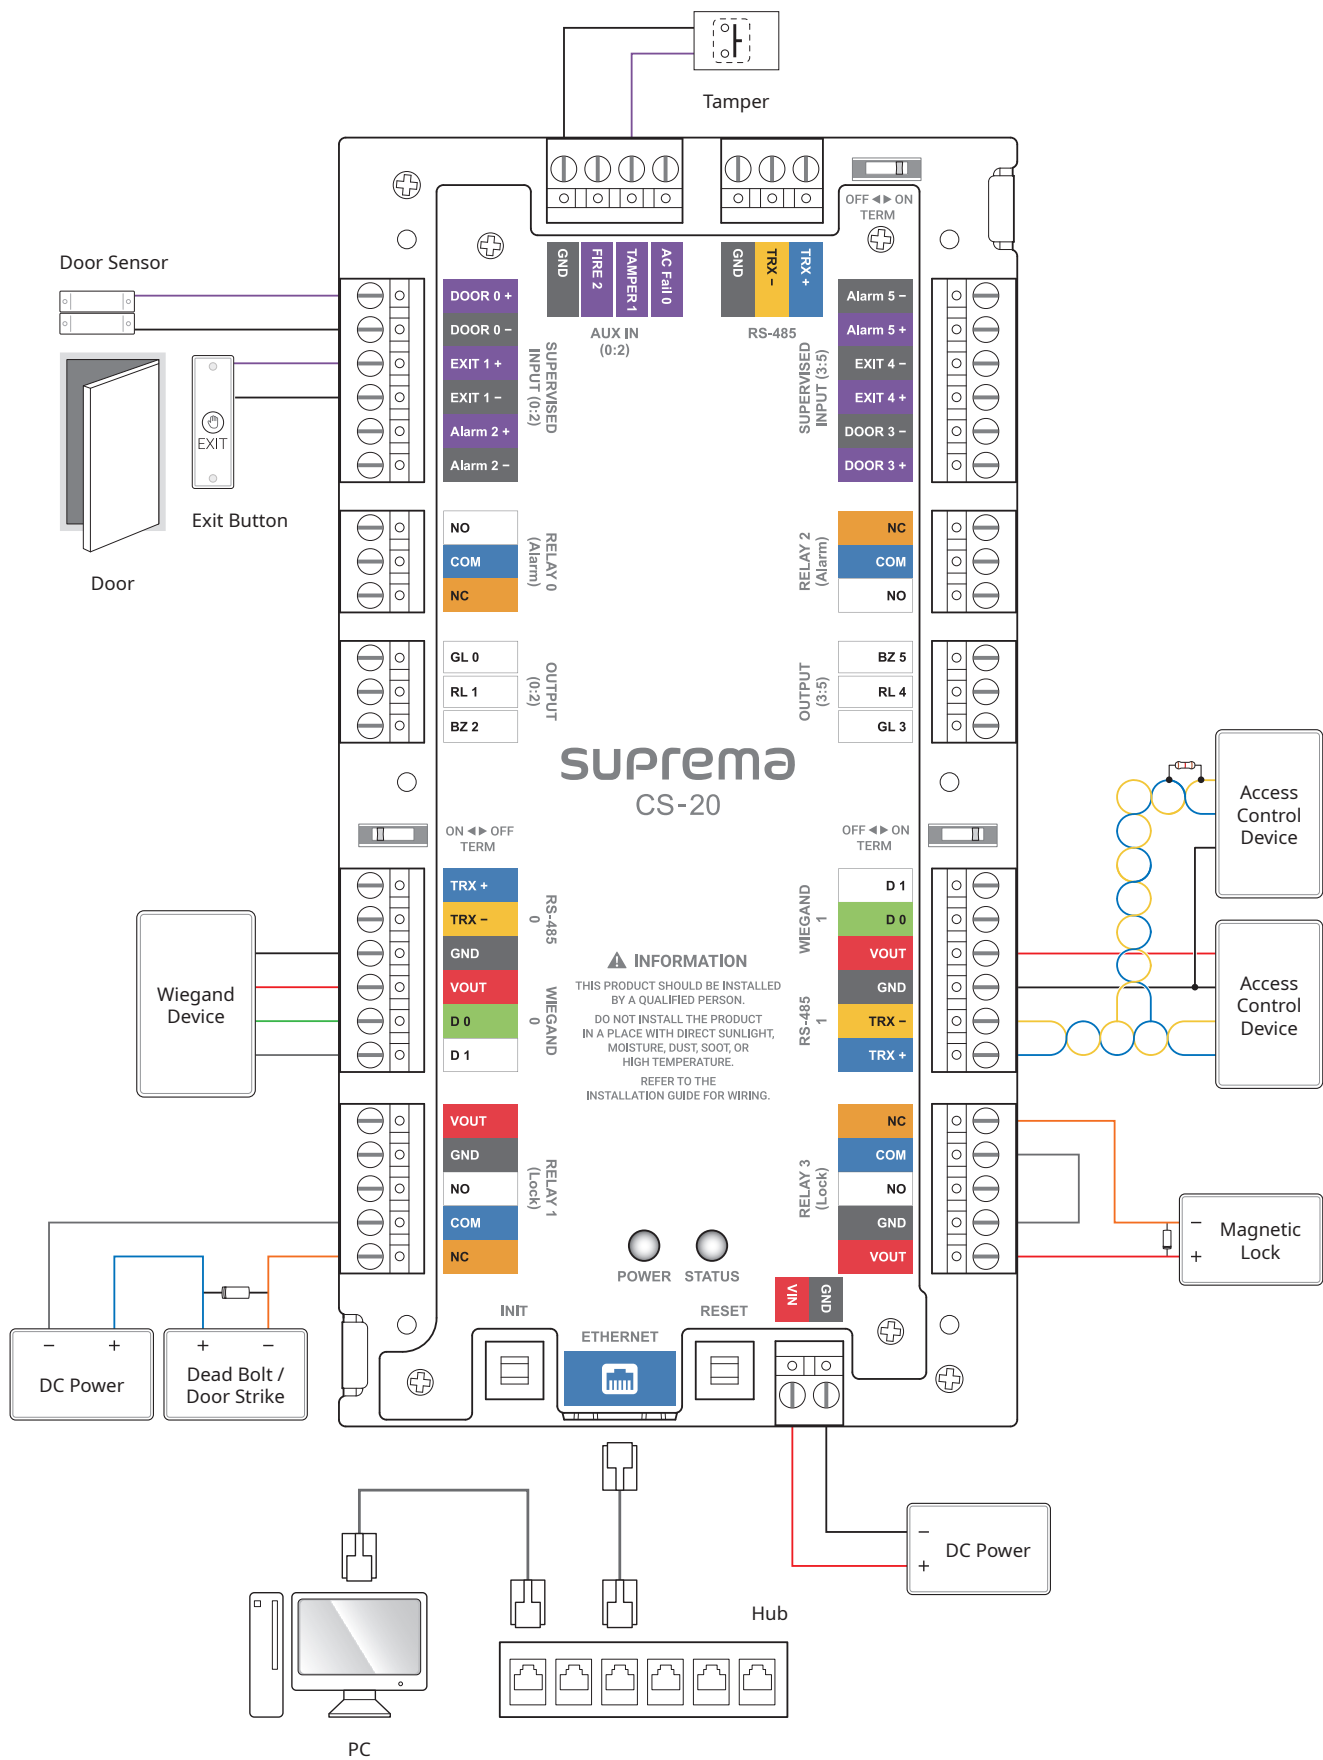 Tamper
OFF ◀ ▶ ON
TERM
GND
FIRE 2
TAMPER 1
AC Fail 0
AUX IN
(0:2)
GND
TRX −
TRX +
RS-485
Door Sensor
DOOR 0 +
DOOR 0 −
EXIT 1 +
EXIT 1 −
Alarm 2 +
Alarm 2 −
SUPERVISED
INPUT (0:2)
Alarm 5 −
Alarm 5 +
EXIT 4 −
EXIT 4 +
DOOR 3 −
DOOR 3 +
SUPERVISED
INPUT (3:5)
EXIT
Exit Button
Door
NO
COM
NC
RELAY 0
(Alarm)
NC
COM
NO
RELAY 2
(Alarm)
GL 0
RL 1
BZ 2
OUTPUT
(0:2)
BZ 5
RL 4
GL 3
OUTPUT
(3:5)
suprema
CS-20
ON ◀ ▶ OFF
TERM
OFF ◀ ▶ ON
TERM
Access
Control
Device
TRX +
TRX −
GND
VOUT
D 0
D 1
RS-485
0
WIEGAND
0
D 1
D 0
VOUT
GND
TRX −
TRX +
WIEGAND
1
RS-485
1
Wiegand
Device
Access
Control
Device
INFORMATION
THIS PRODUCT SHOULD BE INSTALLED
BY A QUALIFIED PERSON.
DO NOT INSTALL THE PRODUCT
IN A PLACE WITH DIRECT SUNLIGHT,
MOISTURE, DUST, SOOT, OR
HIGH TEMPERATURE.
REFER TO THE
INSTALLATION GUIDE FOR WIRING.
VOUT
GND
NO
COM
NC
RELAY 1
(Lock)
NC
COM
NO
GND
VOUT
RELAY 3
(Lock)
− Magnetic
+ Lock
POWER
STATUS
VIN
GND
INIT
ETHERNET
RESET
− +
DC Power
+ −
Dead Bolt /
Door Strike
−
+ DC Power
Hub
PC